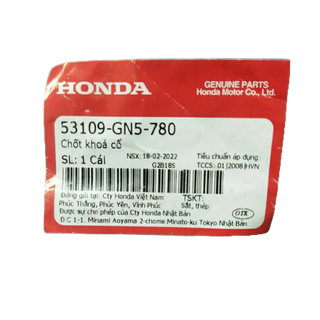 HONDA
GENUINE PARTS
Honda Motor Co., Ltd.
53109-GN5-780
Chốt khoá cổ
SL: 1 Cái
NSX: 18-02-2022
G2B18S
Tiêu chuẩn áp dụng :
TCCS: 01|2008|HVN
Đóng gói tại: Cty Honda Việt Nam
Phúc Thắng, Phúc Yên, Vĩnh Phúc
Được sự cho phép của Cty Honda Nhật Bản
Đ.C 1-1. Minami Aoyama 2-chome.Minato-ku Tokyo Nhật Bản
TSKT:
Sắt, thép
OTK